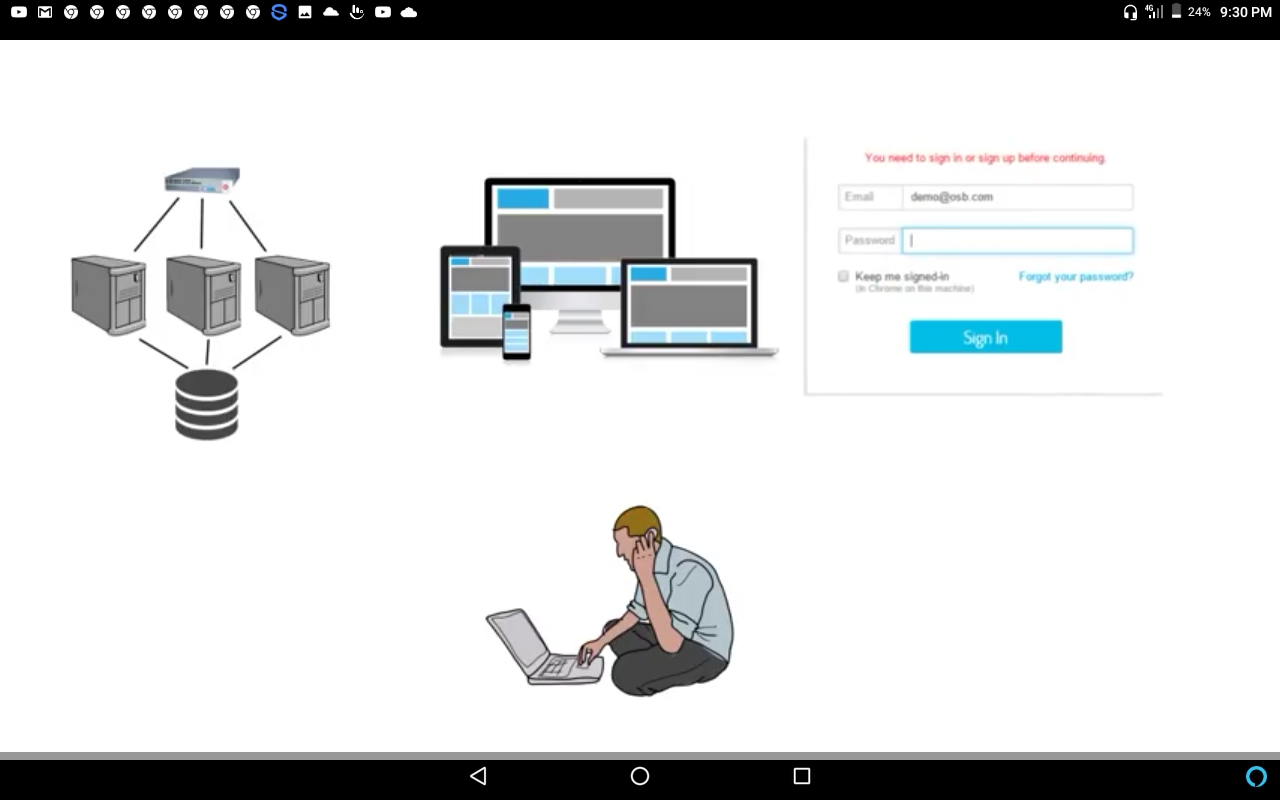 4G 24% 9:30 PM
You need to sign in or sign up before continuing.
Email demo@osb.com
Password
Keep me signed-in Forgot your password?
(in Chrome on this machine)
Sign In